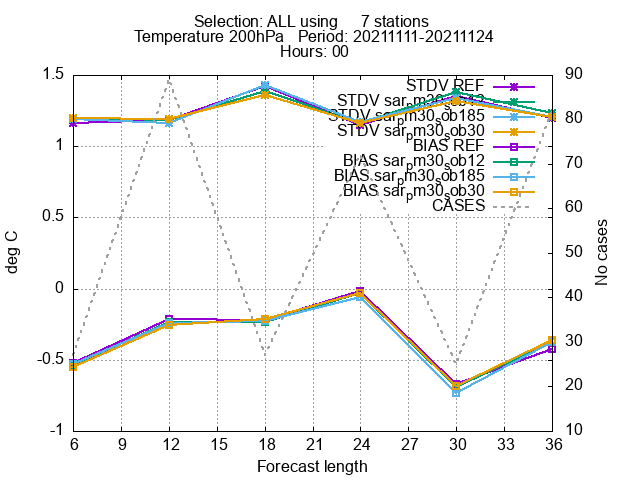 Selection: ALL using 7 stations
Temperature 200hPa Period: 20211111-20211124
Hours: 00
1.5
1
0.5
0
-0.5
-1
deg C
90
80
70
60
50
40
30
20
10
No cases
STDV REF
STDV sar_pm30_sob12
STDV sar_pm30_sob185
STDV sar_pm30_sob30
BIAS REF
BIAS sar_pm30_sob12
BIAS sar_pm30_sob185
BIAS sar_pm30_sob30
CASES
6 9 12 15 18 21 24 27 30 33 36
Forecast length